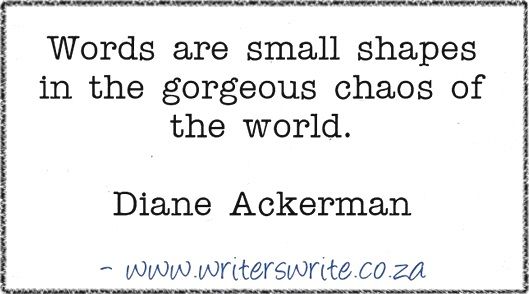 Words are small shapes
in the gorgeous chaos of
the world.
Diane Ackerman
- www.writerswrite.co.za